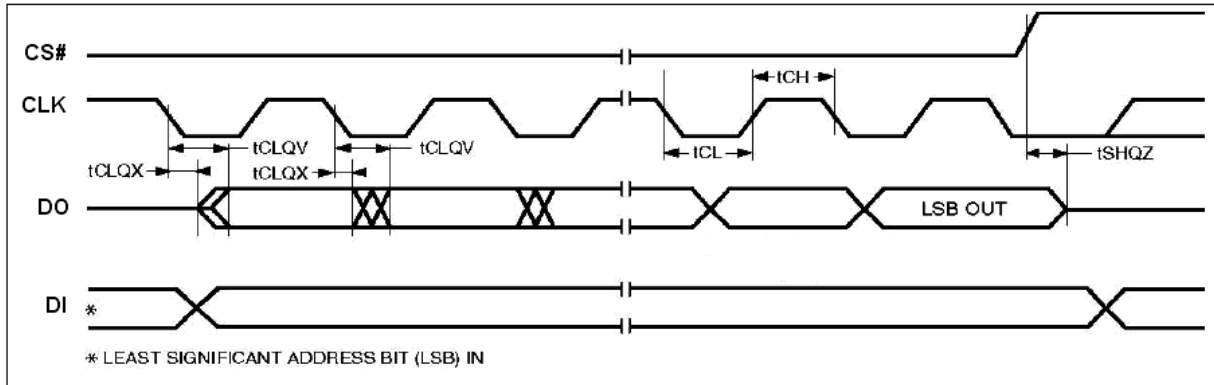 CS#
tCH
CLK
tCLQV
tCLQV
tCL
tSHQZ
tCLQX
tCLQX
DO
LSB OUT
DI
*
* LEAST SIGNIFICANT ADDRESS BIT (LSB) IN